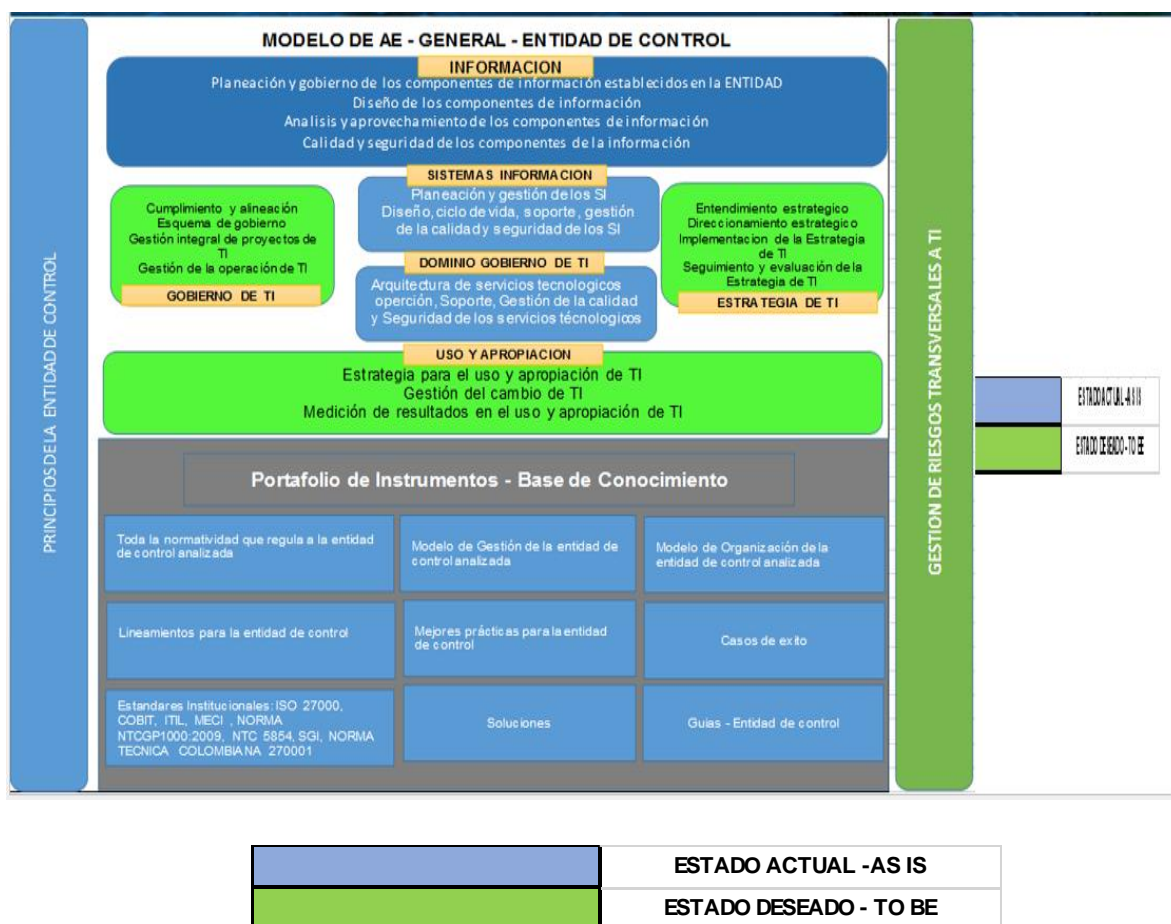 MODELO DE AE - GENERAL - ENTIDAD DE CONTROL
INFORMACION
Planeación y gobierno de los componentes de información establecidos en la ENTIDAD
Diseño de los componentes de información
Analisis y aprovechamiento de los componentes de información
Calidad y seguridad de los componentes de la información
PRINCIPIOS DE LA ENTIDAD DE CONTROL
Cumplimiento y alineación
Esquema de gobierno
Gestión integral de proyectos de
TI
Gestión de la operación de TI
GOBIERNO DE TI
SISTEMAS INFORMACION
Planeación y gestión de los SI
Diseño, ciclo de vida, soporte, gestión
de la calidad y seguridad de los SI
DOMINIO GOBIERNO DE TI
Arquitectura de servicios tecnologicos
operción, Soporte, Gestión de la calidad
y Seguridad de los servicios técnologicos
Entendimiento estrategico
Direccionamiento estrategico
Implementacion de la Estrategia
de TI
Seguimiento y evaluación de la
Estrategia de TI
ESTRATEGIA DE TI
USO Y APROPIACION
Estrategia para el uso y apropiación de TI
Gestión del cambio de TI
Medición de resultados en el uso y apropiación de TI
GESTION DE RIESGOS TRANSVERSALES A TI
ESTADO ACTUAL -AS IS
ESTADO DESEADO - TO BE
Portafolio de Instrumentos - Base de Conocimiento
Toda la normatividad que regula a la entidad
de control analizada
Modelo de Gestión de la entidad de
control analizada
Modelo de Organización de la
entidad de control analizada
Lineamientos para la entidad de control
Mejores prácticas para la entidad
de control
Casos de exito
Estandares Institucionales: ISO 27000,
COBIT, ITIL, MECI , NORMA
NTCGP1000:2009, NTC 5854, SGI, NORMA
TECNICA COLOMBIANA 270001
Soluciones
Guias - Entidad de control
ESTADO ACTUAL -AS IS
ESTADO DESEADO - TO BE